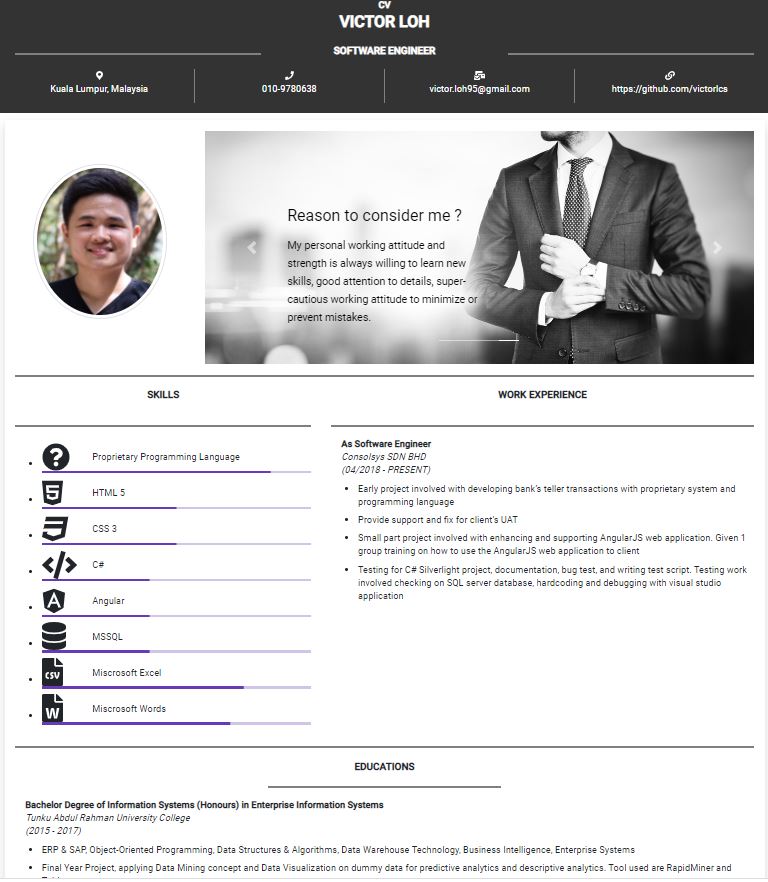 CV
VICTOR LOH
SOFTWARE ENGINEER
Kuala Lumpur, Malaysia
010-9780638
victor.loh95@gmail.com
https://github.com/victorlcs
Reason to consider me ?
My personal working attitude and
strength is always willing to learn new
skills, good attention to details, super-
cautious working attitude to minimize or
prevent mistakes.
SKILLS
Proprietary Programming Language
HTML 5
CSS 3
C#
Angular
MSSQL
CSV
Miscrosoft Excel
W
Miscrosoft Words
WORK EXPERIENCE
As Software Engineer
Consolsys SDN BHD
(04/2018 - PRESENT)
Early project involved with developing bank's teller transactions with proprietary system and
programming language
Provide support and fix for client's UAT
Small part project involved with enhancing and supporting AngularJS web application. Given 1
group training on how to use the AngularJS web application to client
Testing for C# Silverlight project, documentation, bug test, and writing test script. Testing work
involved checking on SQL server database, hardcoding and debugging with visual studio
application
EDUCATIONS
Bachelor Degree of Information Systems (Honours) in Enterprise Information Systems
Tunku Abdul Rahman University College
(2015 - 2017)
ERP & SAP, Object-Oriented Programming, Data Structures & Algorithms, Data Warehouse Technology, Business Intelligence, Enterprise Systems
Final Year Project, applying Data Mining concept and Data Visualization on dummy data for predictive analytics and descriptive analytics. Tool used are RapidMiner and